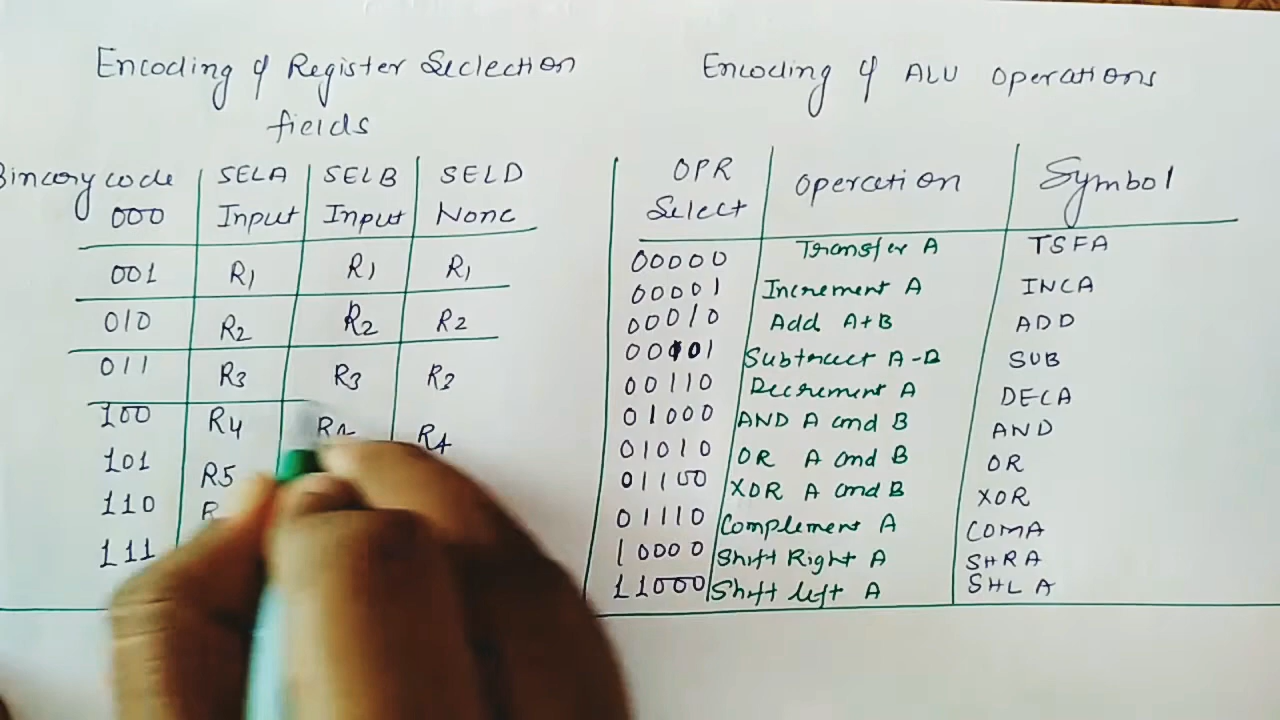 Encoding of Register Selection
fields
Binary code SELA SELB SELD
000 Input Input None
001 R1 R1 R1
010 R2 R2 R2
011 R3 R3 R3
100 R4 R4
101 R5
110 R
111
Encoding of ALU operations
OPR Select operation Symbol
00000 Transfer A TSFA
00001 Increment A INCA
00010 Add A+B ADD
00101 Subtract A-B SUB
00110 Decrement A DECA
01000 AND A and B AND
01010 OR A and B OR
01100 XOR A and B XOR
01110 Complement A COMA
10000 Shift Right A SHRA
11000 Shift left A SHLA